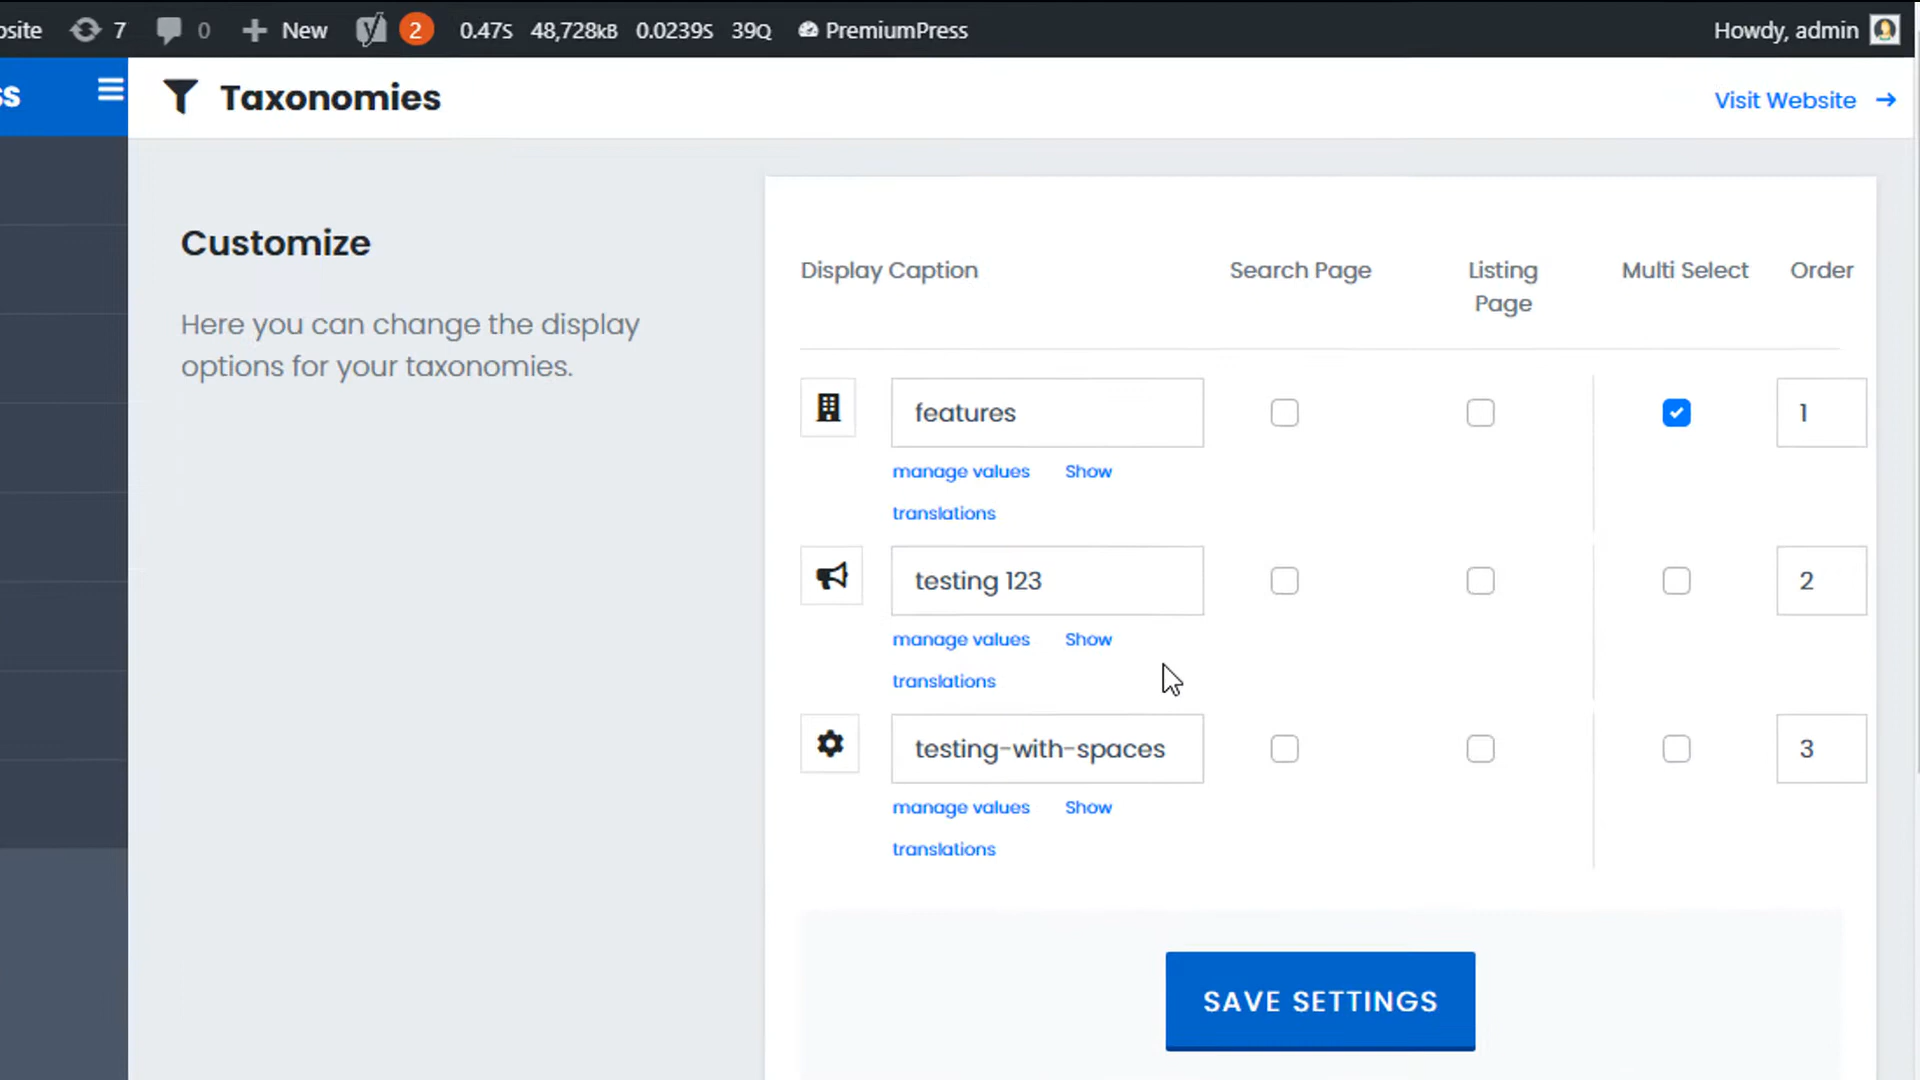 site 7 0 New 2 0.47S 48,728kB 0.0239S 39Q PremiumPress Howdy, admin
Taxonomies Visit Website →
Customize
Here you can change the display
options for your taxonomies.
Display Caption Search Page Listing Page Multi Select Order
features 1
manage values Show
translations
testing 123 2
manage values Show
translations
testing-with-spaces 3
manage values Show
translations
SAVE SETTINGS